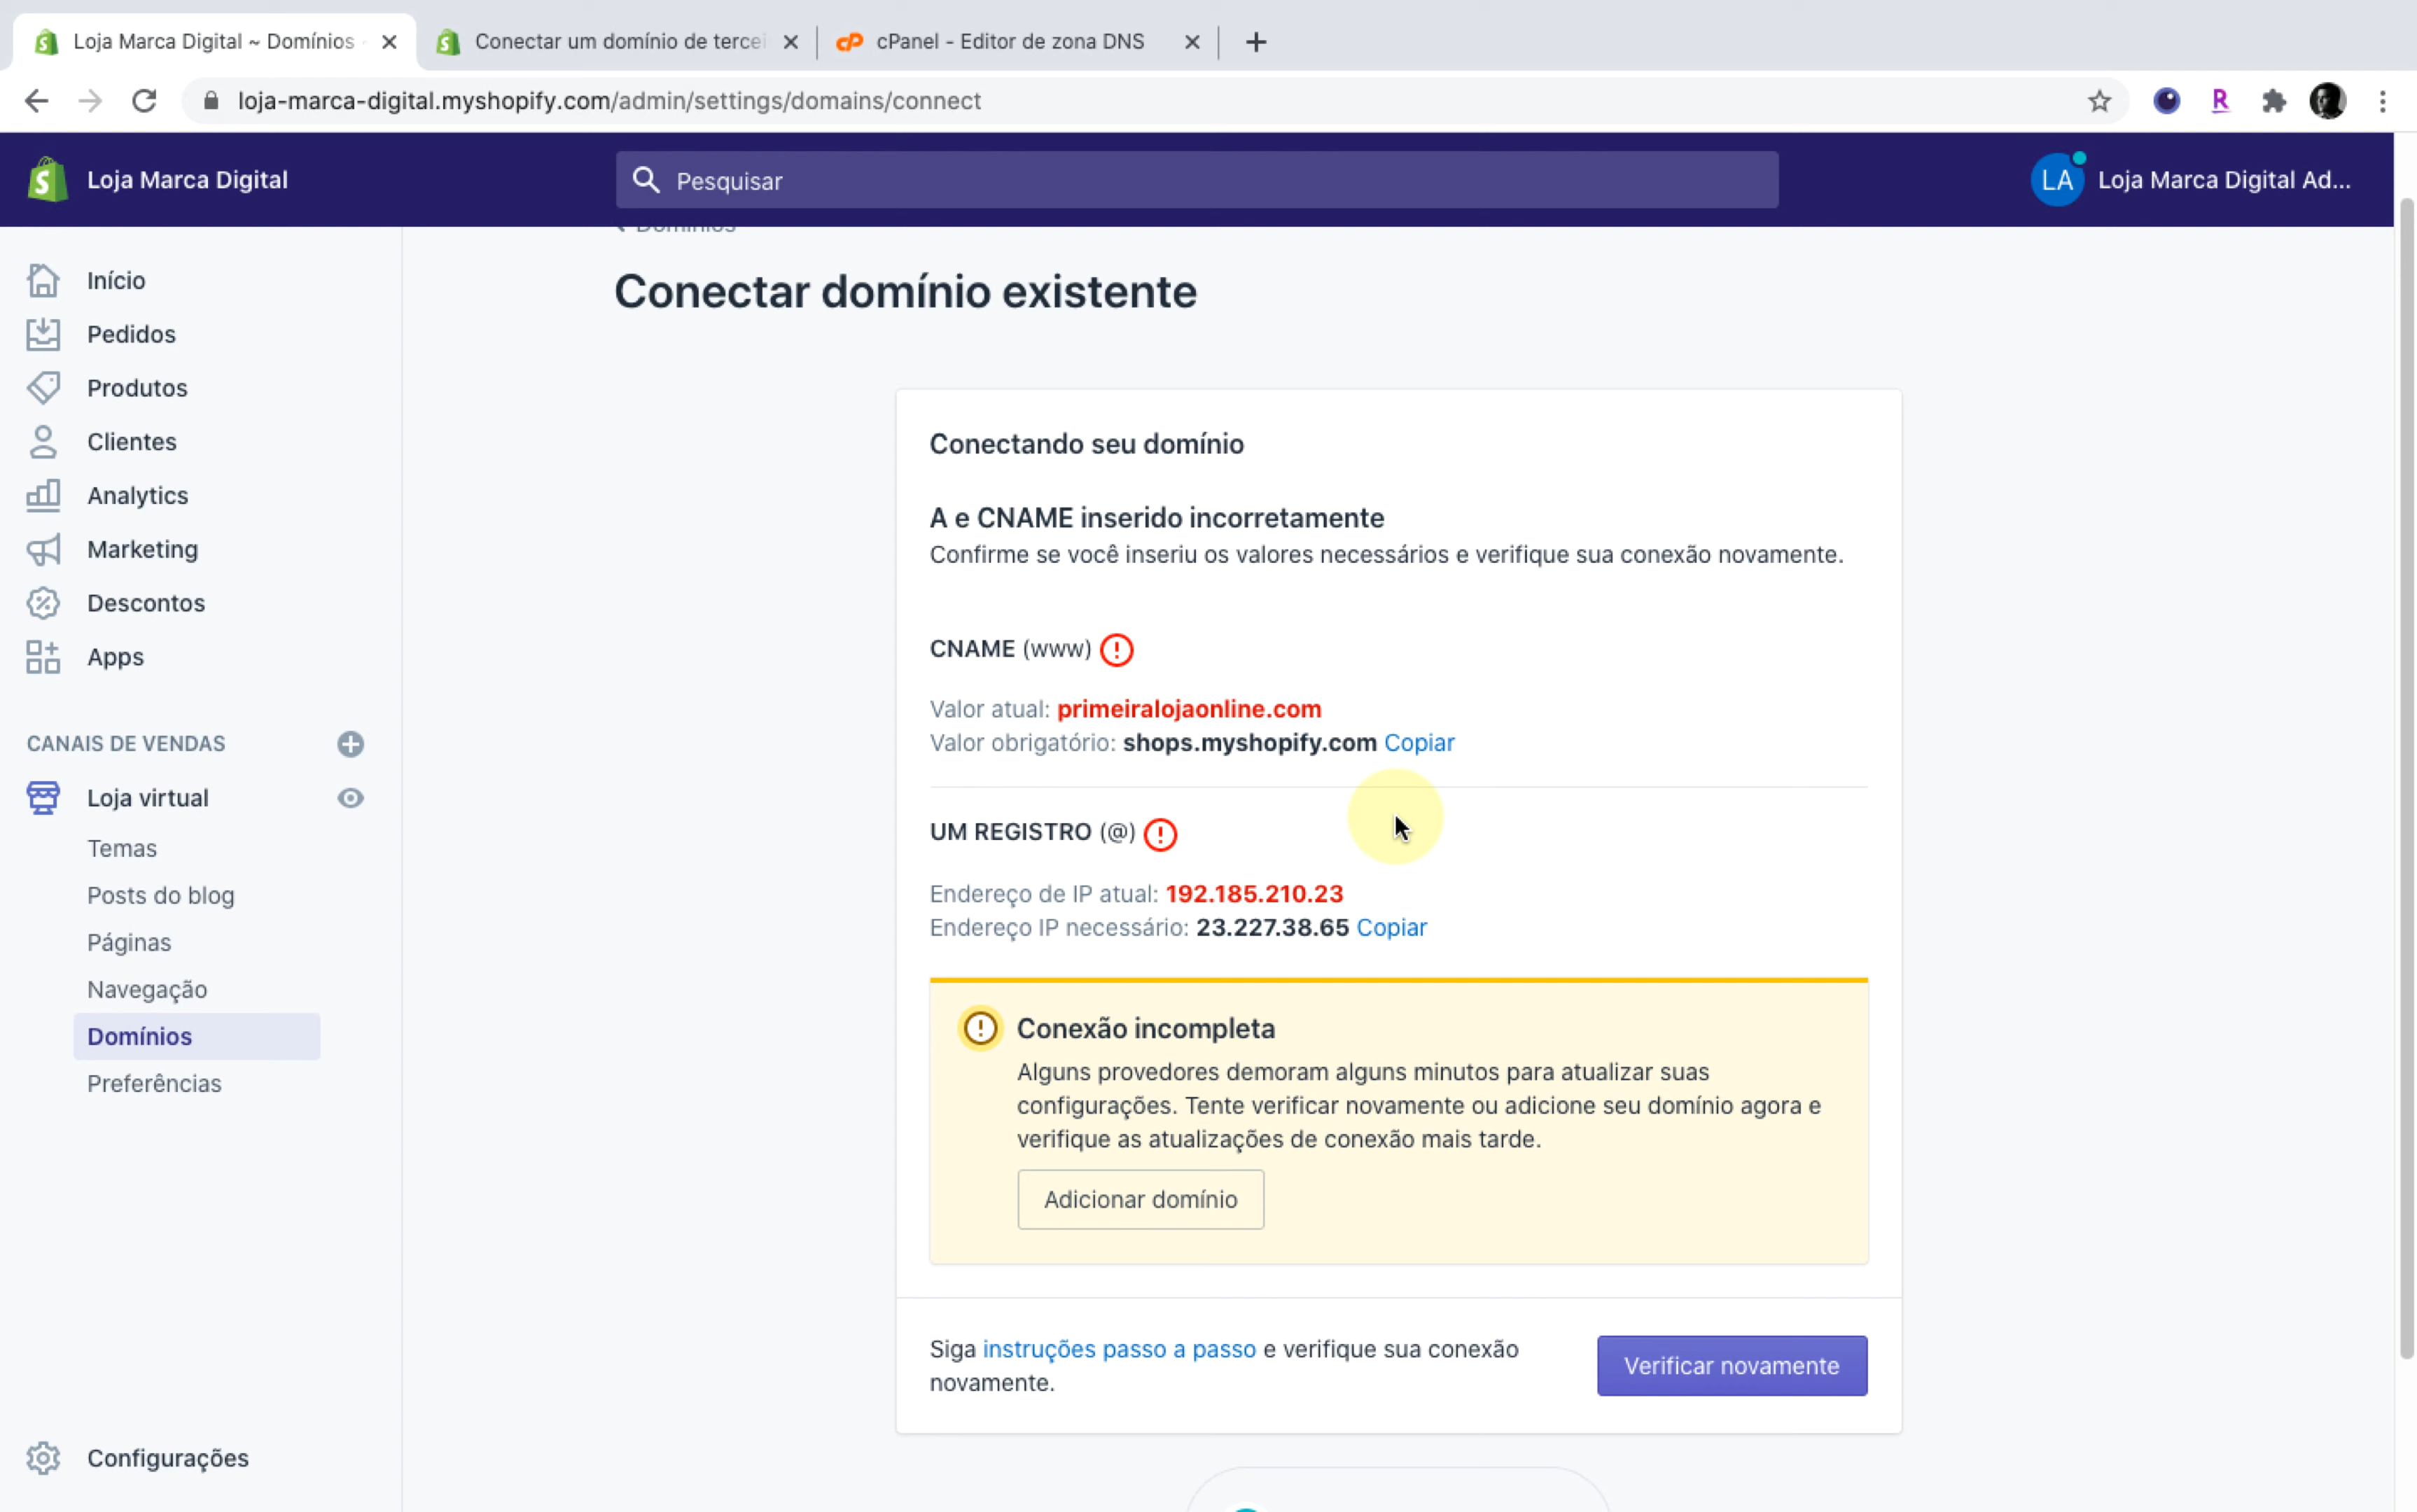 Loja Marca Digital ~ Domínios
Conectar um domínio de tercei
cPanel - Editor de zona DNS
loja-marca-digital.myshopify.com/admin/settings/domains/connect
R
Loja Marca Digital
Pesquisar
LA
Loja Marca Digital Ad...
Domínios
Início
Pedidos
Produtos
Clientes
Analytics
Marketing
Descontos
Apps
CANAIS DE VENDAS
Loja virtual
Temas
Posts do blog
Páginas
Navegação
Domínios
Preferências
Configurações
Conectar domínio existente
Conectando seu domínio
A e CNAME inserido incorretamente
Confirme se você inseriu os valores necessários e verifique sua conexão novamente.
CNAME (www)
Valor atual: primeiralojaonline.com
Valor obrigatório: shops.myshopify.com Copiar
UM REGISTRO (@)
Endereço de IP atual: 192.185.210.23
Endereço IP necessário: 23.227.38.65 Copiar
Conexão incompleta
Alguns provedores demoram alguns minutos para atualizar suas
configurações. Tente verificar novamente ou adicione seu domínio agora e
verifique as atualizações de conexão mais tarde.
Adicionar domínio
Siga instruções passo a passo e verifique sua conexão
novamente.
Verificar novamente